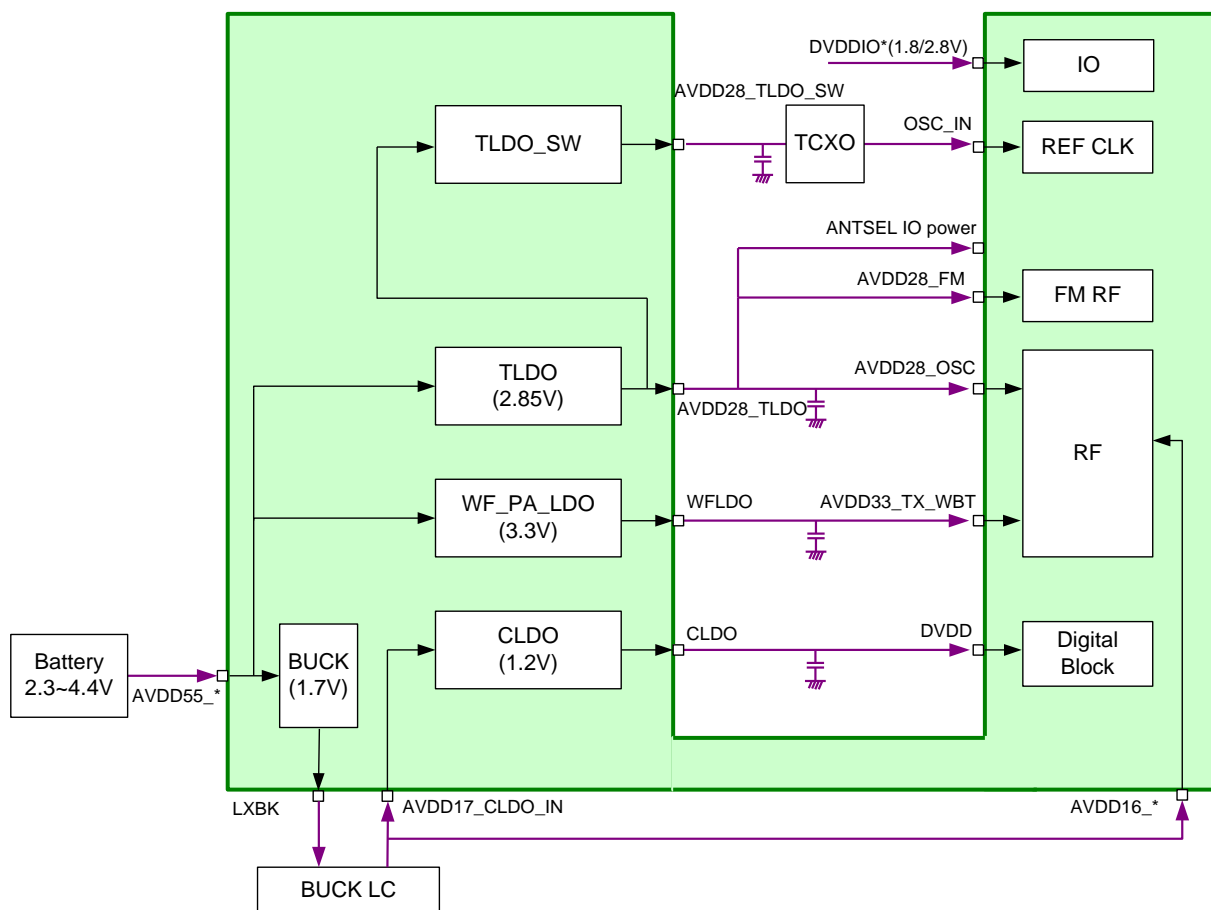 DVDDIO*(1.8/2.8V)
IO
AVDD28_TLDO_SW
TLDO_SW
TCXO
OSC_IN
REF CLK
ANTSEL IO power
AVDD28_FM
FM RF
TLDO
(2.85V)
AVDD28_TLDO
AVDD28_OSC
RF
WF_PA_LDO
(3.3V)
WFLDO
AVDD33_TX_WBT
Battery
2.3~4.4V
AVDD55_*
BUCK
(1.7V)
CLDO
(1.2V)
CLDO
DVDD
Digital
Block
LXBK
AVDD17_CLDO_IN
AVDD16_*
BUCK LC